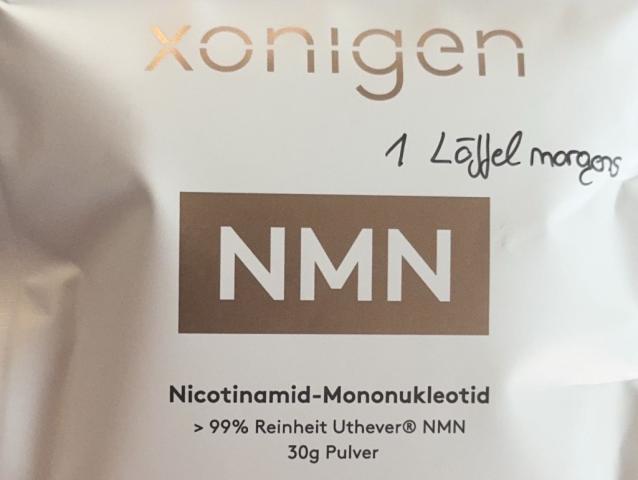 xonigen
1 Löffel morgens
NMN
Nicotinamid-Mononukleotid
> 99% Reinheit Uthever® NMN
30g Pulver